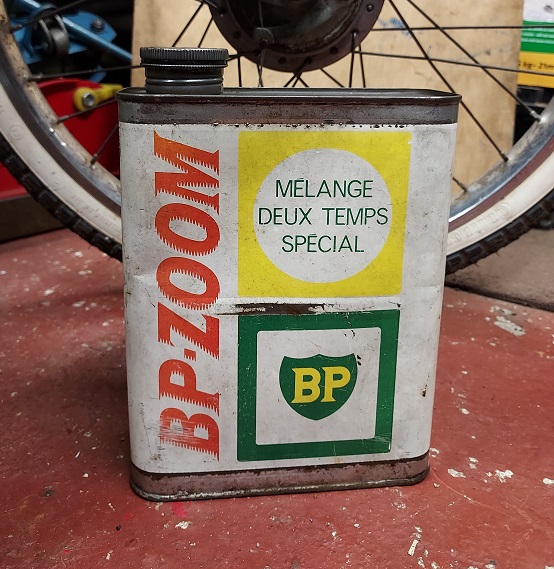 BP-ZOOM
MÉLANGE
DEUX TEMPS
SPÉCIAL
BP